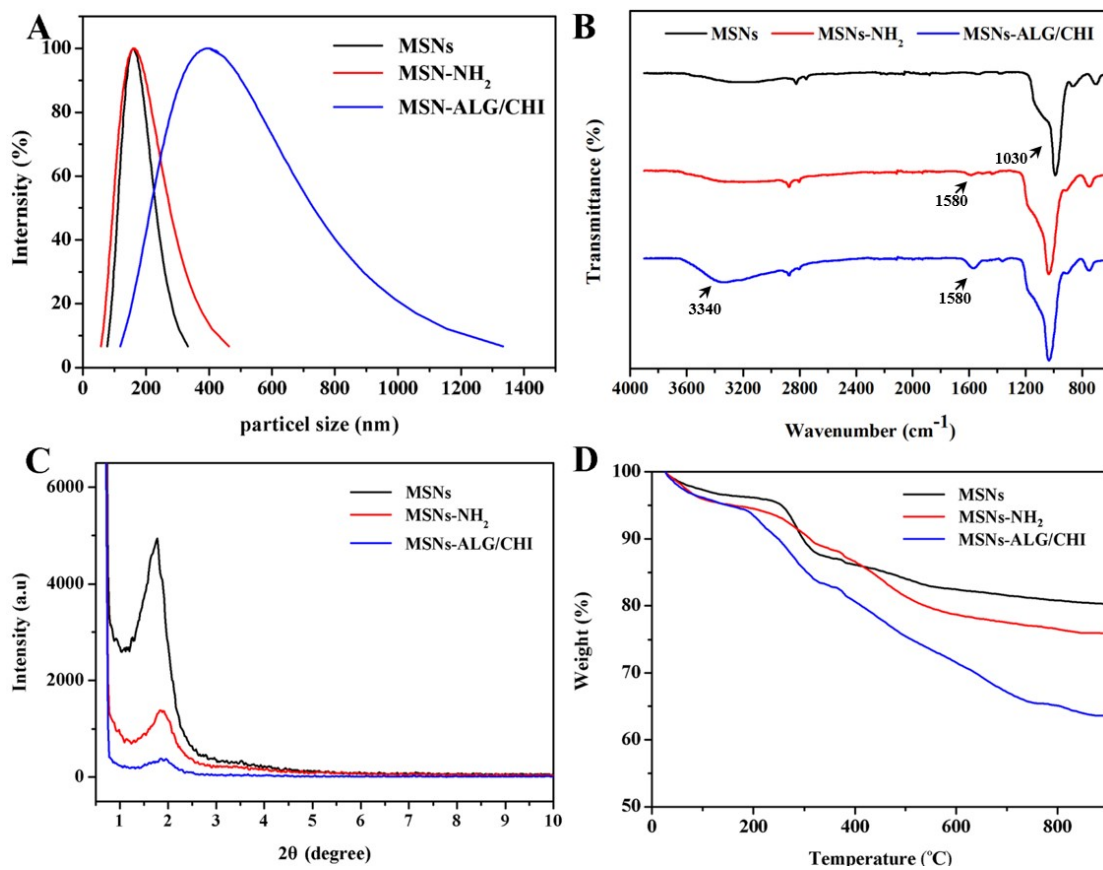 A
MSNs
MSN-NH2
MSN-ALG/CHI
Internsity (%)
100
80
60
40
20
0
0 200 400 600 800 1000 1200 1400
particel size (nm)
B
MSNs MSNs-NH2 MSNs-ALG/CHI
Transmittance (%)
1030
1580
3340
1580
4000 3600 3200 2800 2400 2000 1600 1200 800
Wavenumber (cm-1)
C
MSNs
MSNs-NH2
MSNs-ALG/CHI
Intensity (a.u)
6000
4000
2000
0
1 2 3 4 5 6 7 8 9 10
2θ (degree)
D
MSNs
MSNs-NH2
MSNs-ALG/CHI
Weight (%)
100
90
80
70
60
50
0 200 400 600 800
Temperature (oC)